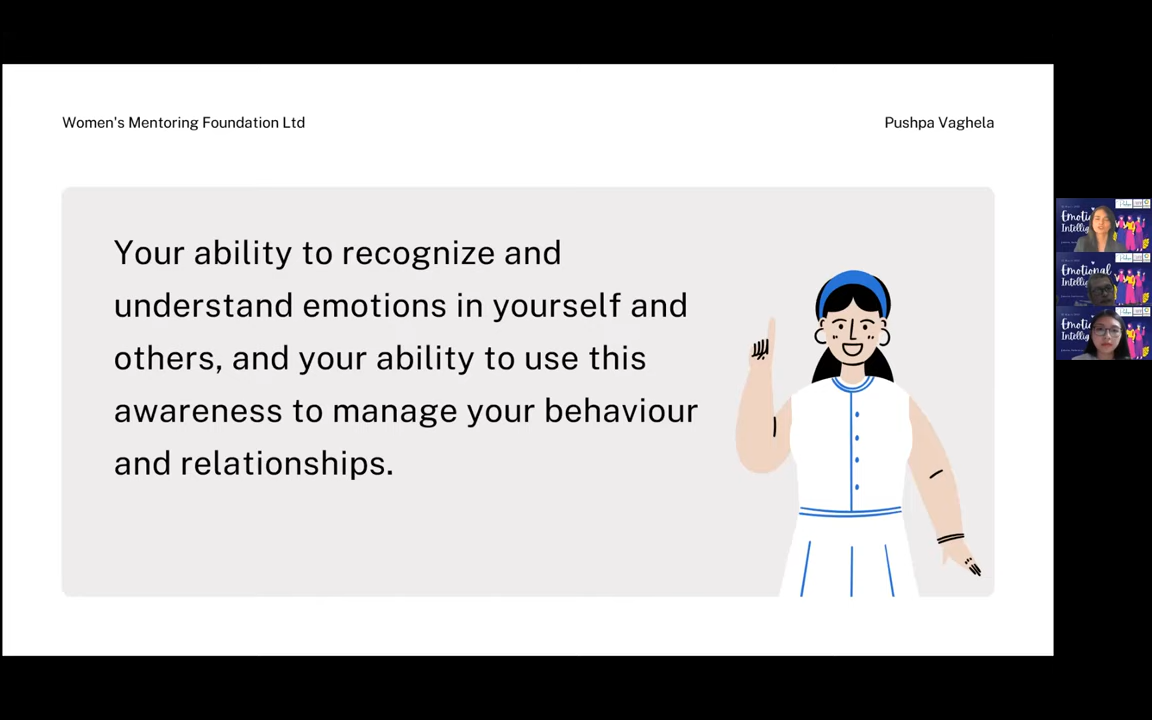 Women's Mentoring Foundation Ltd
Pushpa Vaghela
Your ability to recognize and
understand emotions in yourself and
others, and your ability to use this
awareness to manage your behaviour
and relationships.
Emotional